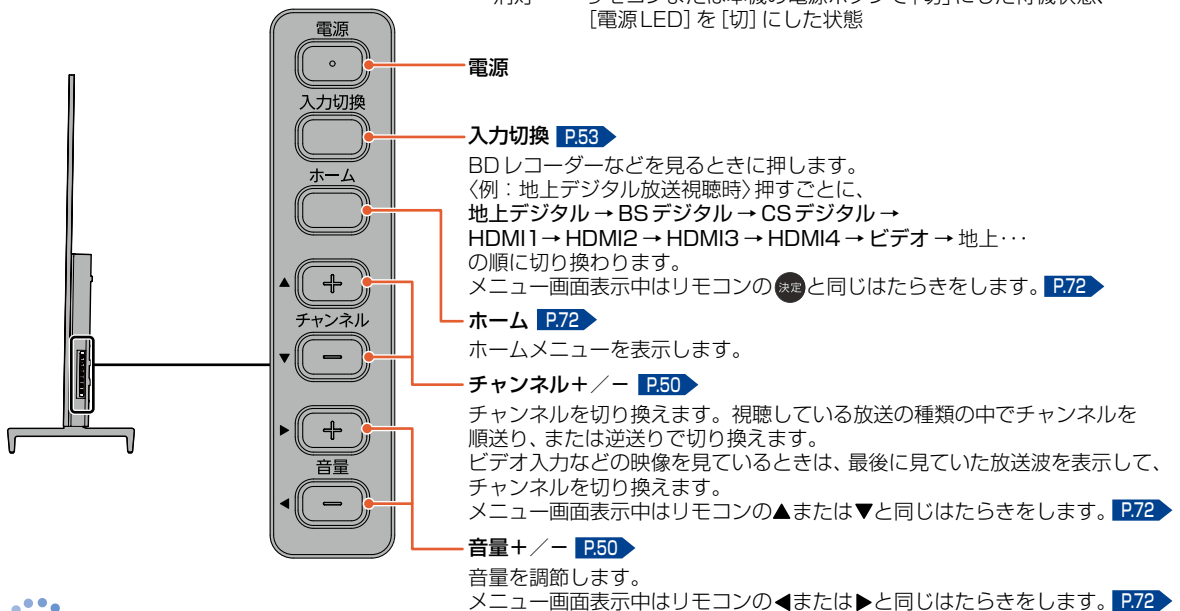 [電源LED]を[切]にした状態
電源
入力切換
ホーム
▲
+
チャンネル
▼
−
▶
+
音量
◀
−
電源
入力切換 P.53
BDレコーダーなどを見るときに押します。
〈例：地上デジタル放送視聴時〉押すごとに、
地上デジタル → BSデジタル → CSデジタル →
HDMI1 → HDMI2 → HDMI3 → HDMI4 → ビデオ → 地上･･･
の順に切り換わります。
メニュー画面表示中はリモコンの決定と同じはたらきをします。 P.72
ホーム P.72
ホームメニューを表示します。
チャンネル＋／− P.50
チャンネルを切り換えます。視聴している放送の種類の中でチャンネルを
順送り、または逆送りで切り換えます。
ビデオ入力などの映像を見ているときは、最後に見ていた放送波を表示して、
チャンネルを切り換えます。
メニュー画面表示中はリモコンの▲または▼と同じはたらきをします。 P.72
音量＋／− P.50
音量を調節します。
メニュー画面表示中はリモコンの◀または▶と同じはたらきをします。 P.72